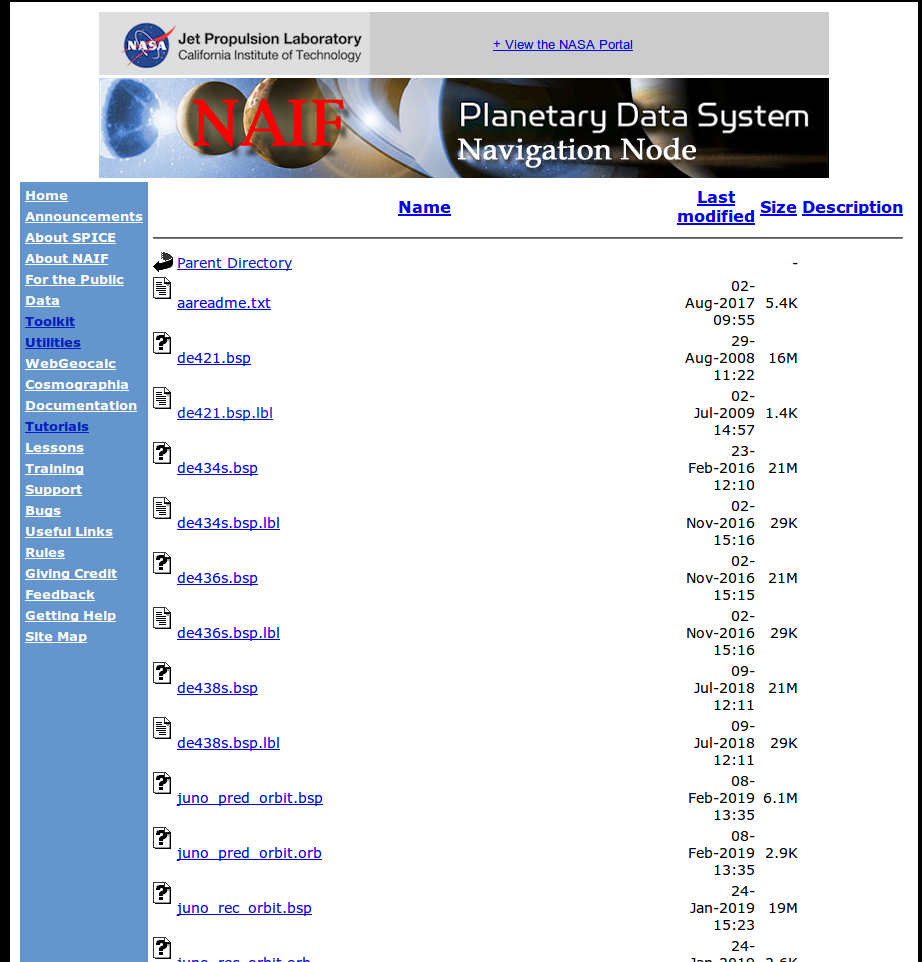 NASA
Jet Propulsion Laboratory
California Institute of Technology
+ View the NASA Portal
NAIF
Planetary Data System
Navigation Node
Home
Announcements
About SPICE
About NAIF
For the Public
Data
Toolkit
Utilities
WebGeocalc
Cosmographia
Documentation
Tutorials
Lessons
Training
Support
Bugs
Useful Links
Rules
Giving Credit
Feedback
Getting Help
Site Map
Name Last modified Size Description
Parent Directory -
aareadme.txt 02-Aug-2017 09:55 5.4K
de421.bsp 29-Aug-2008 11:22 16M
de421.bsp.lbl 02-Jul-2009 14:57 1.4K
de434s.bsp 23-Feb-2016 12:10 21M
de434s.bsp.lbl 02-Nov-2016 15:16 29K
de436s.bsp 02-Nov-2016 15:15 21M
de436s.bsp.lbl 02-Nov-2016 15:16 29K
de438s.bsp 09-Jul-2018 12:11 21M
de438s.bsp.lbl 09-Jul-2018 12:11 29K
juno_pred_orbit.bsp 08-Feb-2019 13:35 6.1M
juno_pred_orbit.orb 08-Feb-2019 13:35 2.9K
juno_rec_orbit.bsp 24-Jan-2019 15:23 19M
juno_rec_orbit.orb 24-Jan-2019